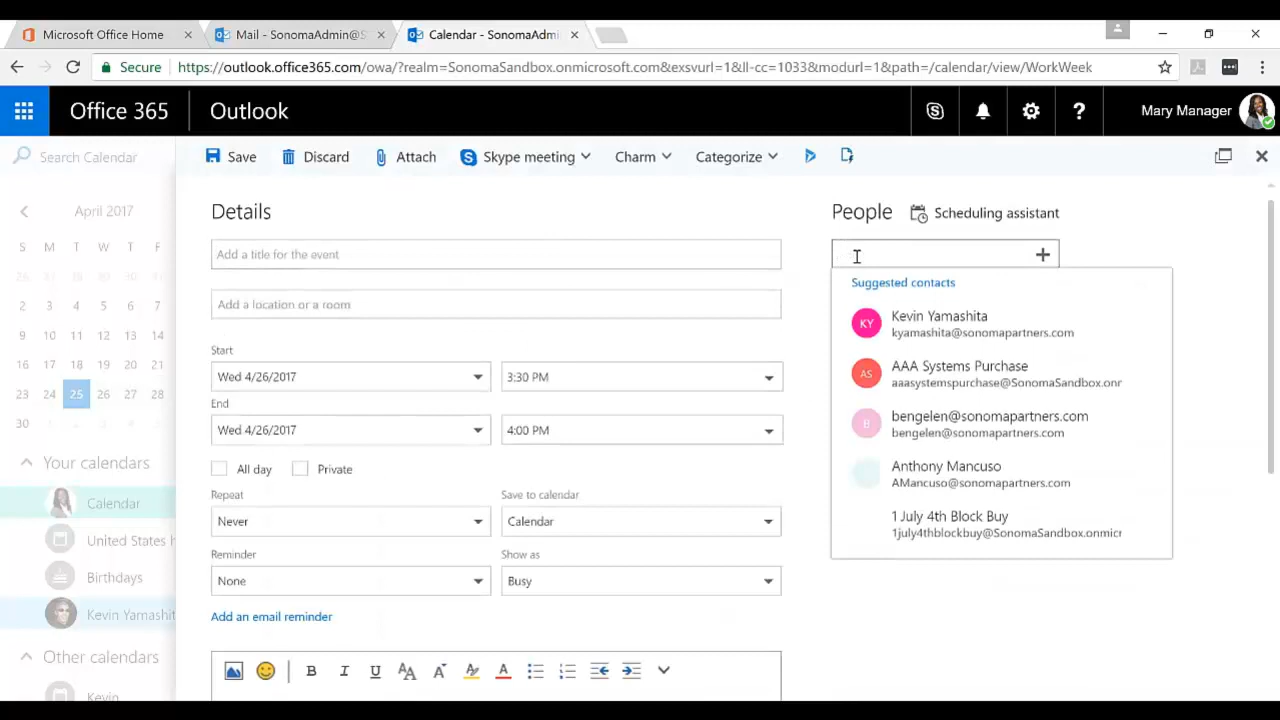 Microsoft Office Home
Mail - SonomaAdmin@S
Calendar - SonomaAdmin
Secure
https://outlook.office365.com/owa/?realm=SonomaSandbox.onmicrosoft.com&exsvurl=1&ll-cc=1033&modurl=1&path=/calendar/view/WorkWeek
Office 365
Outlook
Mary Manager
Search Calendar
Save
Discard
Attach
Skype meeting
Charm
Categorize
April 2017
S M T W T F
26
2 3 4 5 6 7
9 10 11 12 13 14
16 17 18 19 20 21
23 24 25 26 27 28
30
Your calendars
Calendar
United States h
Birthdays
Kevin Yamashit
Other calendars
Kevin
Details
Add a title for the event
Add a location or a room
Start
Wed 4/26/2017 3:30 PM
End
Wed 4/26/2017 4:00 PM
All day Private
Repeat Save to calendar
Never Calendar
Reminder Show as
None Busy
Add an email reminder
B I U AA A A
People
Scheduling assistant
Suggested contacts
KY
Kevin Yamashita
kyamashita@sonomapartners.com
AS
AAA Systems Purchase
aaasystemspurchase@SonomaSandbox.onr
B
bengelen@sonomapartners.com
bengelen@sonomapartners.com
Anthony Mancuso
AMancuso@sonomapartners.com
1 July 4th Block Buy
1july4thblockbuy@SonomaSandbox.onmicr